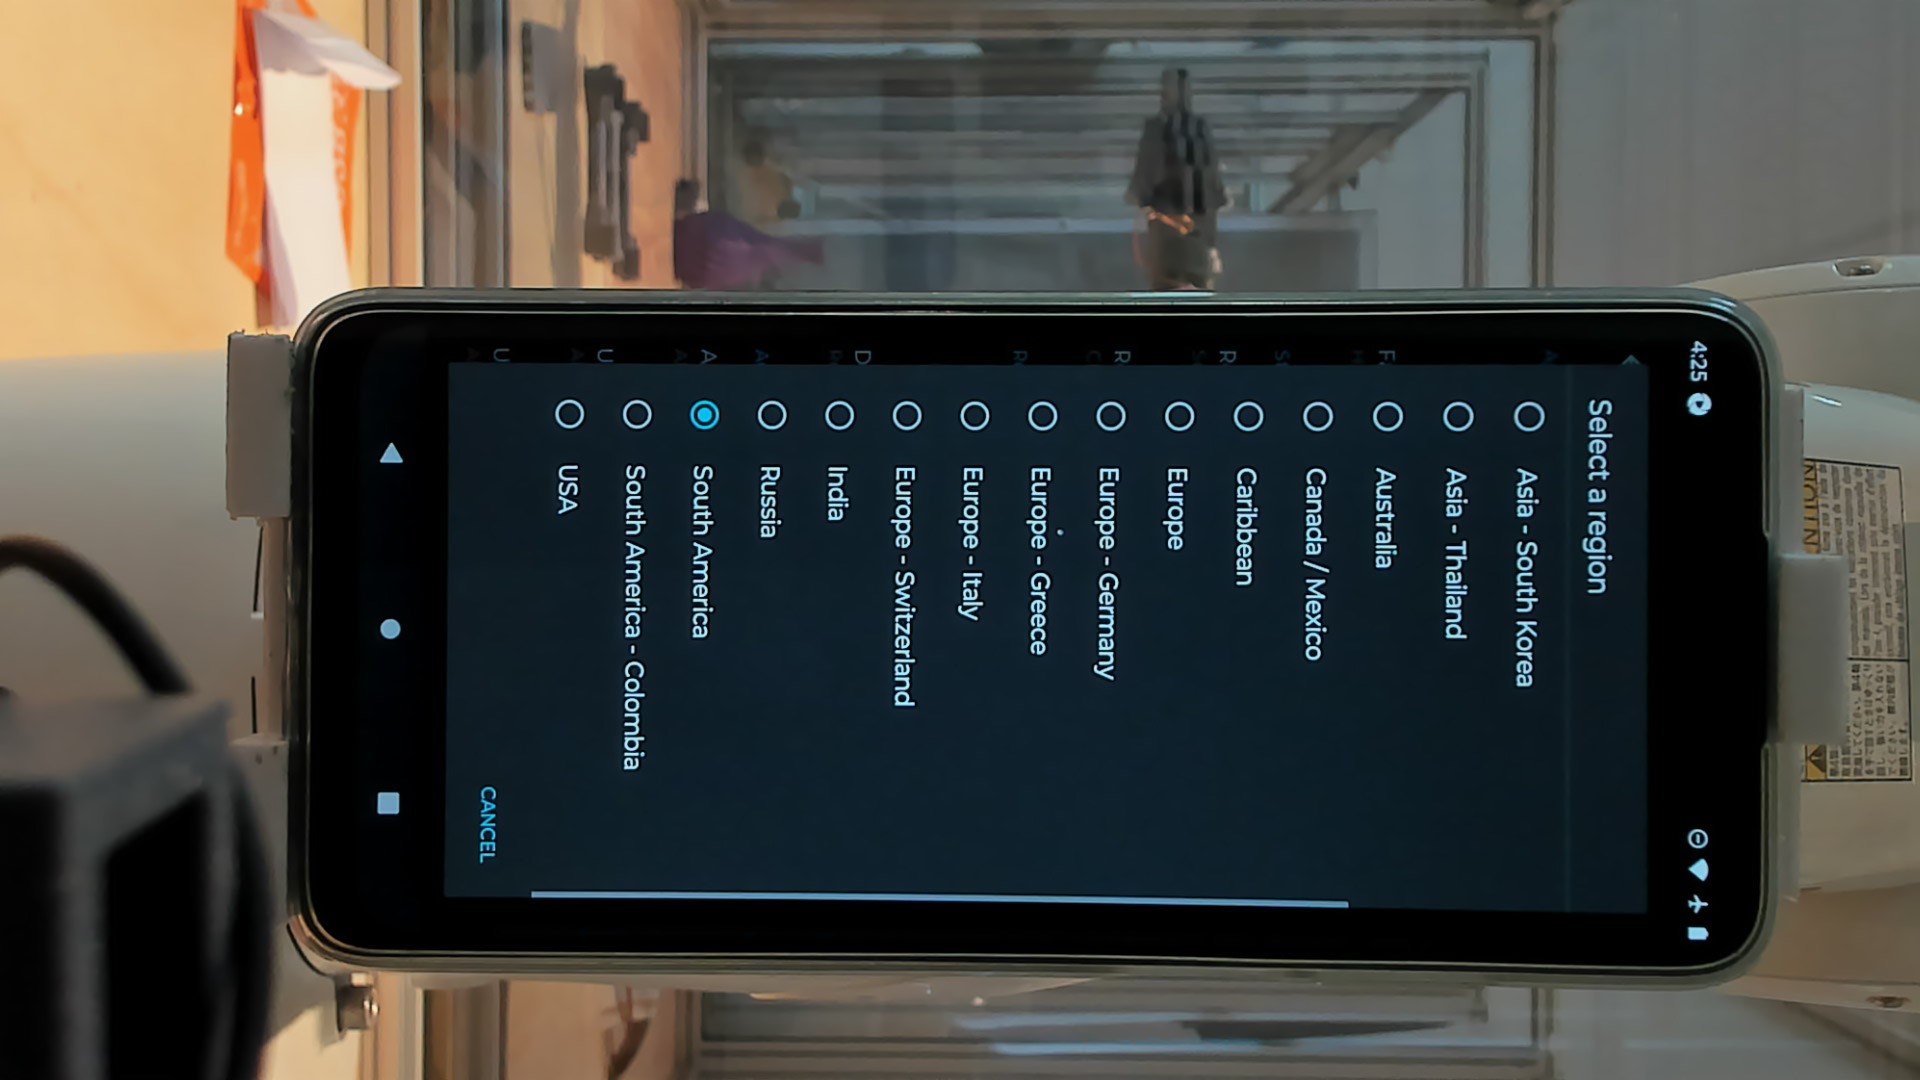 4:25
Select a region
Asia - South Korea
Asia - Thailand
Australia
Canada / Mexico
Caribbean
Europe
Europe - Germany
Europe - Greece
Europe - Italy
Europe - Switzerland
India
Russia
South America
South America - Colombia
USA
CANCEL